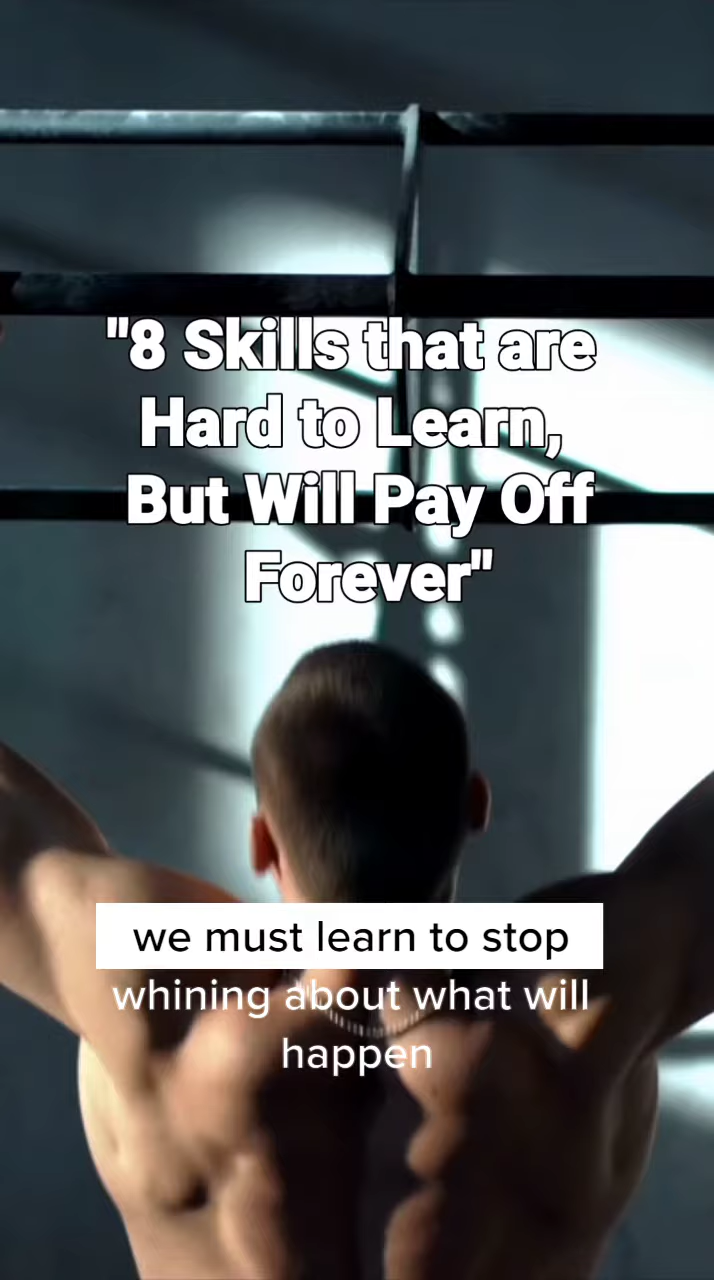 "8 Skills that are
Hard to Learn,
But Will Pay Off
Forever"
we must learn to stop
whining about what will
happen